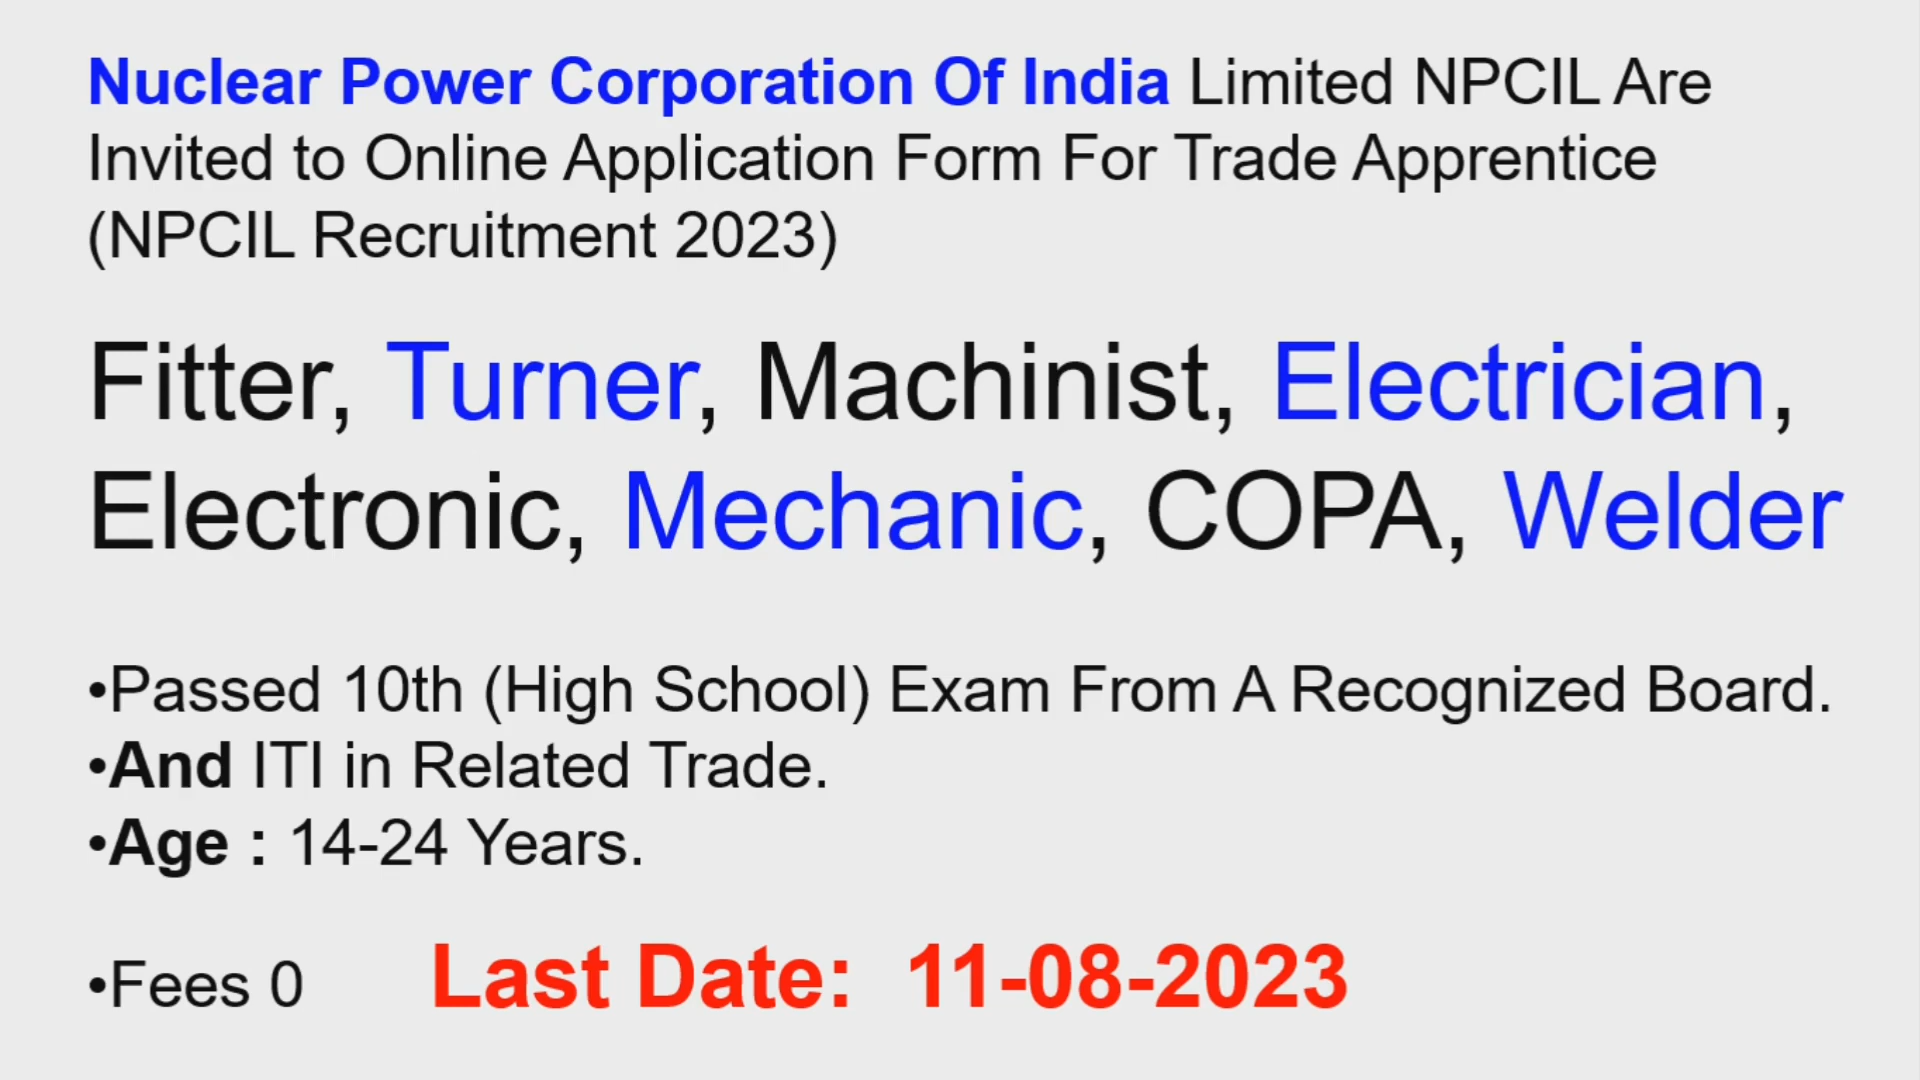 Nuclear Power Corporation Of India Limited NPCIL Are
Invited to Online Application Form For Trade Apprentice
(NPCIL Recruitment 2023)
Fitter, Turner, Machinist, Electrician,
Electronic, Mechanic, COPA, Welder
•Passed 10th (High School) Exam From A Recognized Board.
•And ITI in Related Trade.
•Age : 14-24 Years.
•Fees 0 Last Date: 11-08-2023